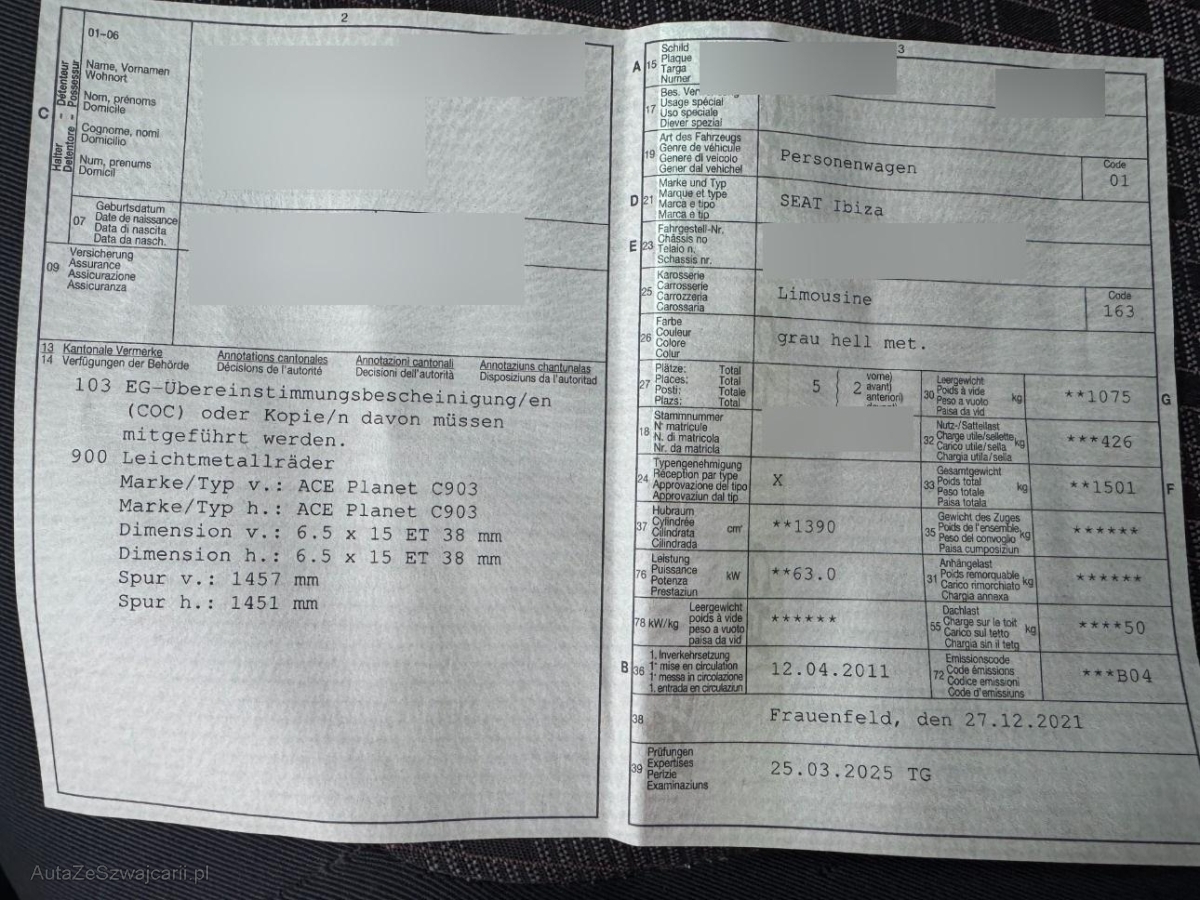 2
C
Halter – Détenteur
Detentore – Possessur
01–06
Name, Vornamen
Wohnort
Nom, prénoms
Domicile
Cognome, nomi
Domicilio
Num, prenums
Domicil
07
Geburtsdatum
Date de naissance
Data di nascita
Data da nasch.
09
Versicherung
Assurance
Assicurazione
Assicuranza
13 Kantonale Vermerke Annotations cantonales Annotazioni cantonali Annotaziuns chantunalas
14 Verfügungen der Behörde Décisions de l'autorité Decisioni dell'autorità Disposiziuns da l'autoritad
103 EG-Übereinstimmungsbescheinigung/en
(COC) oder Kopie/n davon müssen
mitgeführt werden.
900 Leichtmetallräder
Marke/Typ v.: ACE Planet C903
Marke/Typ h.: ACE Planet C903
Dimension v.: 6.5 x 15 ET 38 mm
Dimension h.: 6.5 x 15 ET 38 mm
Spur v.: 1457 mm
Spur h.: 1451 mm
3
A 15
Schild
Plaque
Targa
Numer
17
Bes. Ver
Usage spécial
Uso speciale
Diever spezial
19
Art des Fahrzeugs
Genre de véhicule
Genere di veicolo
Gener dal vehichel
Personenwagen
Code
01
D 21
Marke und Typ
Marque et type
Marca e tipo
Marca e tip
SEAT Ibiza
E 23
Fahrgestell-Nr.
Châssis no
Telaio n.
Schassis nr.
25
Karosserie
Carrosserie
Carrozzeria
Carossaria
Limousine
Code
163
26
Farbe
Couleur
Colore
Colur
grau hell met.
27
Plätze: Total
Places: Total
Posti: Totale
Plazs: Total
5
2
vorne)
avant)
anteriori)
30
Leergewicht
Poids à vide
Peso a vuoto
Paisa da vid
kg
**1075
G
18
Stammnummer
N° matricule
N. di matricola
Nr. da matricla
32
Nutz-/Sattellast
Charge utile/sellette
Carico utile/sella
Chargia utila/sella
kg
***426
24
Typengenehmigung
Réception par type
Approvazione del tipo
Approvaziun dal tip
X
33
Gesamtgewicht
Poids total
Peso totale
Paisa totala
kg
**1501
F
37
Hubraum
Cylindrée
Cilindrata
Cilindrada
cm³
**1390
35
Gewicht des Zuges
Poids de l'ensemble
Peso del convoglio
Paisa cumposiziun
kg
******
76
Leistung
Puissance
Potenza
Prestaziun
kW
**63.0
31
Anhängelast
Poids remorquable
Carico rimorchiato
Chargia annexa
kg
******
78 kW/kg
Leergewicht
poids à vide
peso a vuoto
paisa da vid
******
55
Dachlast
Charge sur le toit
Carico sul tetto
Chargia sin il tetg
kg
****50
B 36
1. Inverkehrsetzung
1re mise en circulation
1a messa in circolazione
1. entrada en circulaziun
12.04.2011
72
Emissionscode
Code émissions
Codice emissioni
Code d'emissiuns
***B04
38
Frauenfeld, den 27.12.2021
39
Prüfungen
Expertises
Perizie
Examinaziuns
25.03.2025 TG
AutaZeSzwajcarii.pl